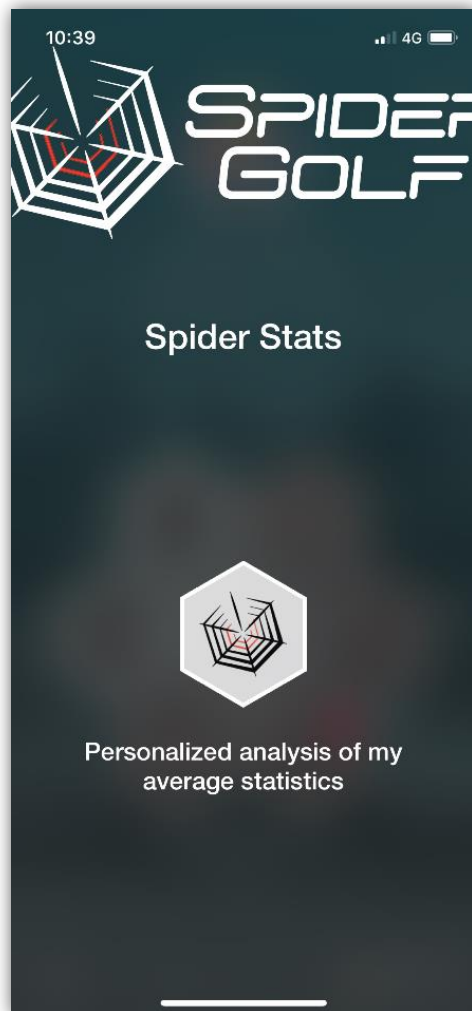 10:39
4G
SPIDER
GOLF
Spider Stats
Personalized analysis of my
average statistics